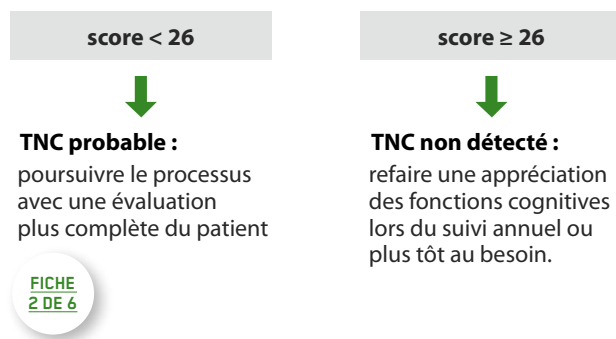 score < 26
TNC probable :
poursuivre le processus
avec une évaluation
plus complète du patient
FICHE
2 DE 6
score ≥ 26
TNC non détecté :
refaire une appréciation
des fonctions cognitives
lors du suivi annuel ou
plus tôt au besoin.